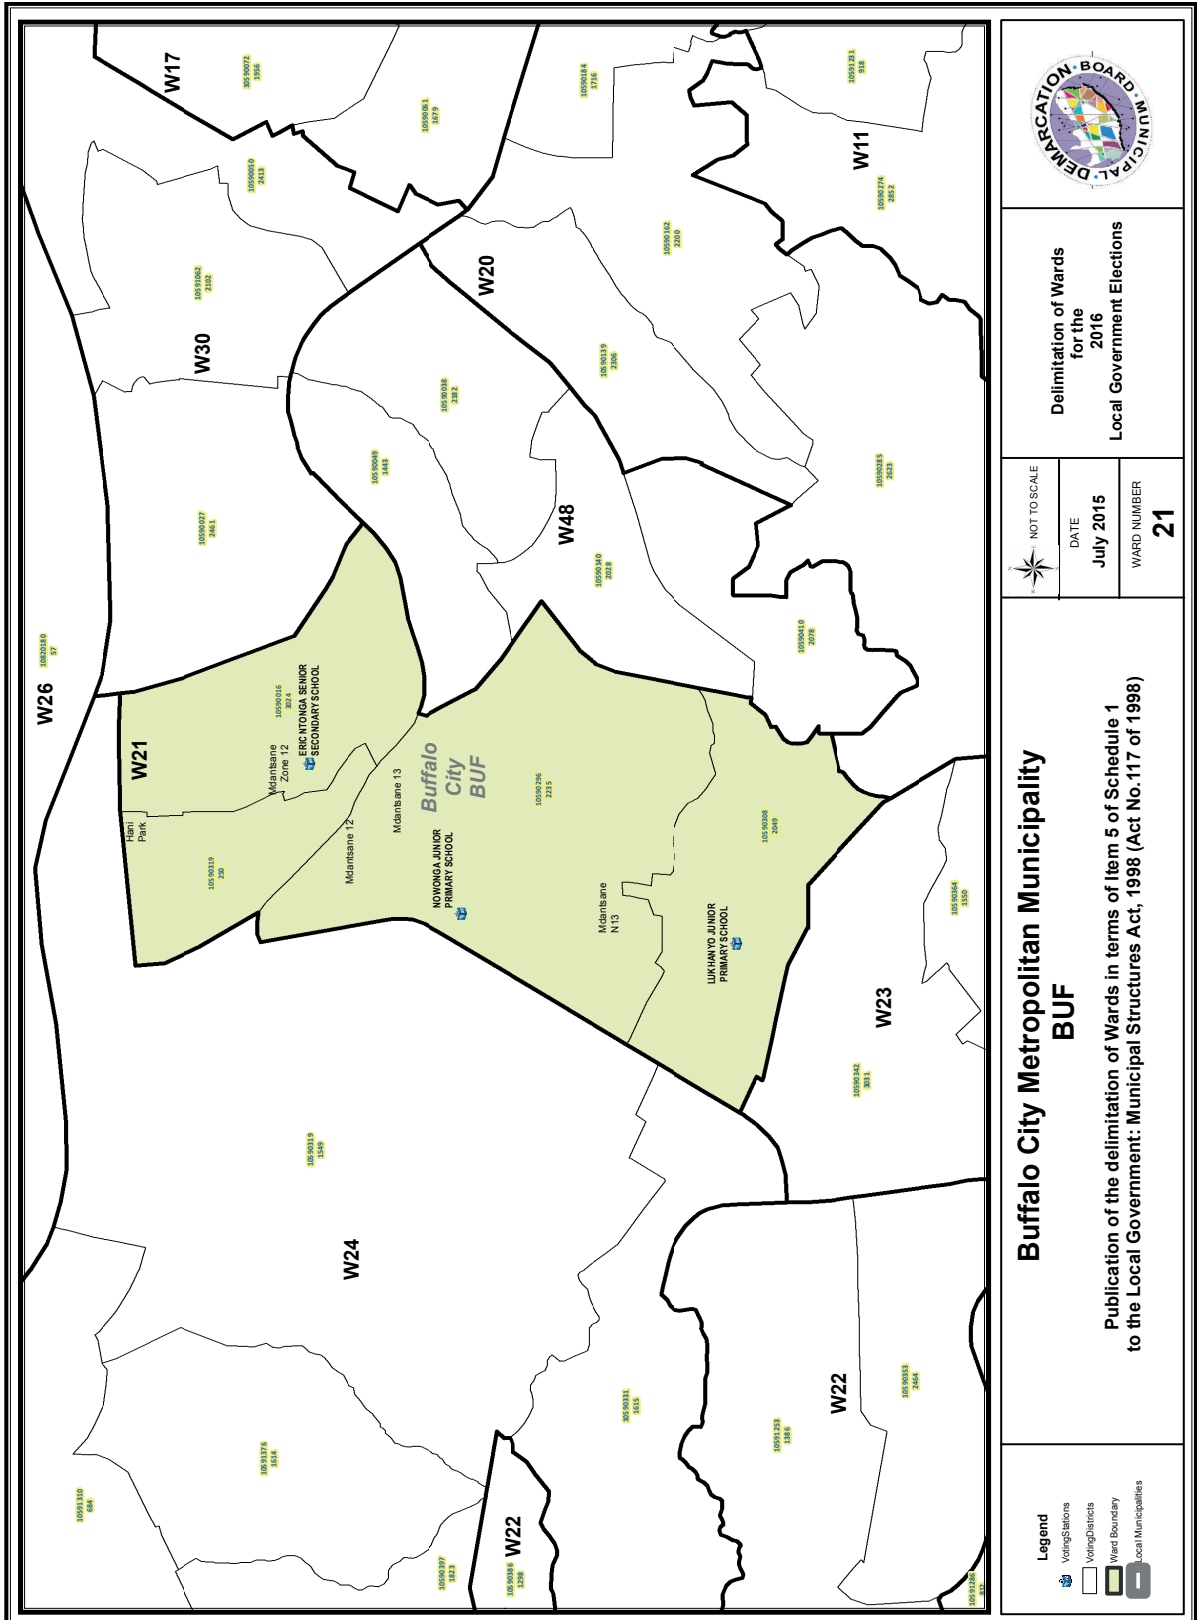 W17
10590072
1956
10590061
1679
10590184
1716
10591231
918
W11
10590274
2852
10590050
2413
10591062
2102
W30
W20
10590162
2200
10590139
2306
10590038
2182
10590049
1443
10590285
2623
W48
10590140
2028
10590027
2461
10590410
2078
10820180
57
W26
W21
10590016
3024
ERIC NTONGA SENIOR
SECONDARY SCHOOL
Mdantsane
Zone 12
Hani
Park
10590319
250
Mdantsane 12
Mdantsane 13
Buffalo
City
BUF
NOWONGA JUNIOR
PRIMARY SCHOOL
10590296
2235
Mdantsane
N13
10590308
2049
LUKHANYO JUNIOR
PRIMARY SCHOOL
10590364
1550
W23
10590342
3031
10590319
1549
W24
W22
10590353
2464
10591253
1386
10590331
1615
10591376
1614
10591310
684
10590397
1823
10590386
1298
W22
10591286
MUNICIPAL DEMARCATION BOARD
Delimitation of Wards
for the
2016
Local Government Elections
NOT TO SCALE
DATE
July 2015
WARD NUMBER
21
Buffalo City Metropolitan Municipality
BUF
Publication of the delimitation of Wards in terms of Item 5 of Schedule 1
to the Local Government: Municipal Structures Act, 1998 (Act No.117 of 1998)
Legend
VotingStations
VotingDistricts
Ward Boundary
Local Municipalities